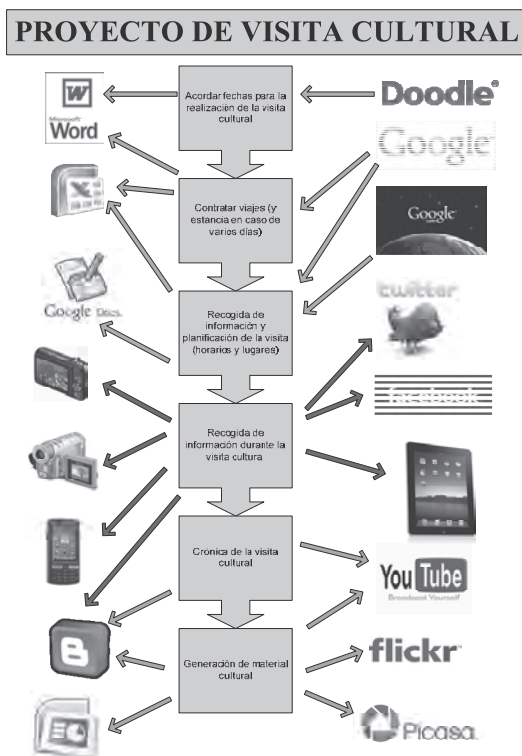 PROYECTO DE VISITA CULTURAL
W
Microsoft
Word
Acordar fechas para la
realización de la visita
cultural
Doodle®
Google
X
Contratar viajes (y
estancia en caso de
varios días)
Google
Google Docs
Recogida de
información y
planificación de la visita
(horarios y lugares)
twitter
facebook
Recogida de
información durante la
visita cultura
Crónica de la visita
cultural
You Tube
Broadcast Yourself
B
Generación de material
cultural
flickr
Picasa